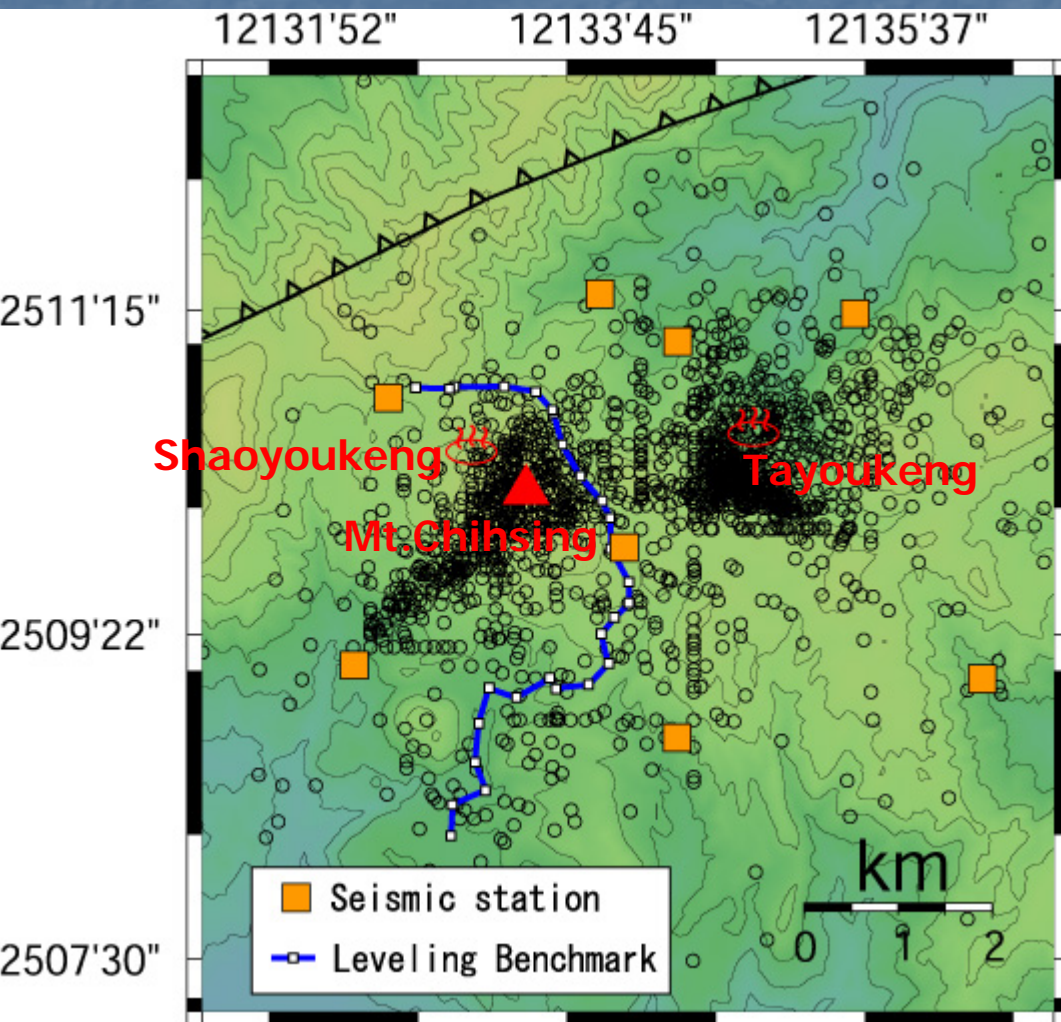 12131'52" 12133'45" 12135'37"
2511'15"
Shaoyoukeng
Tayoukeng
Mt.Chihsing
2509'22"
km
0 1 2
Seismic station
Leveling Benchmark
2507'30"